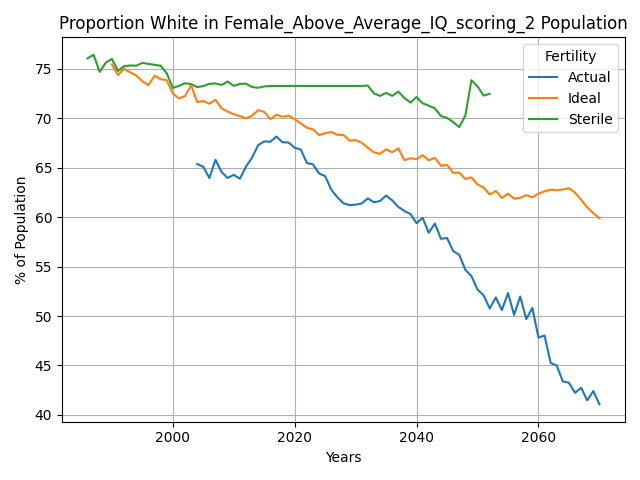 Proportion White in Female_Above_Average_IQ_scoring_2 Population
Fertility
Actual
Ideal
Sterile
% of Population
75
70
65
60
55
50
45
40
2000
2020
2040
2060
Years